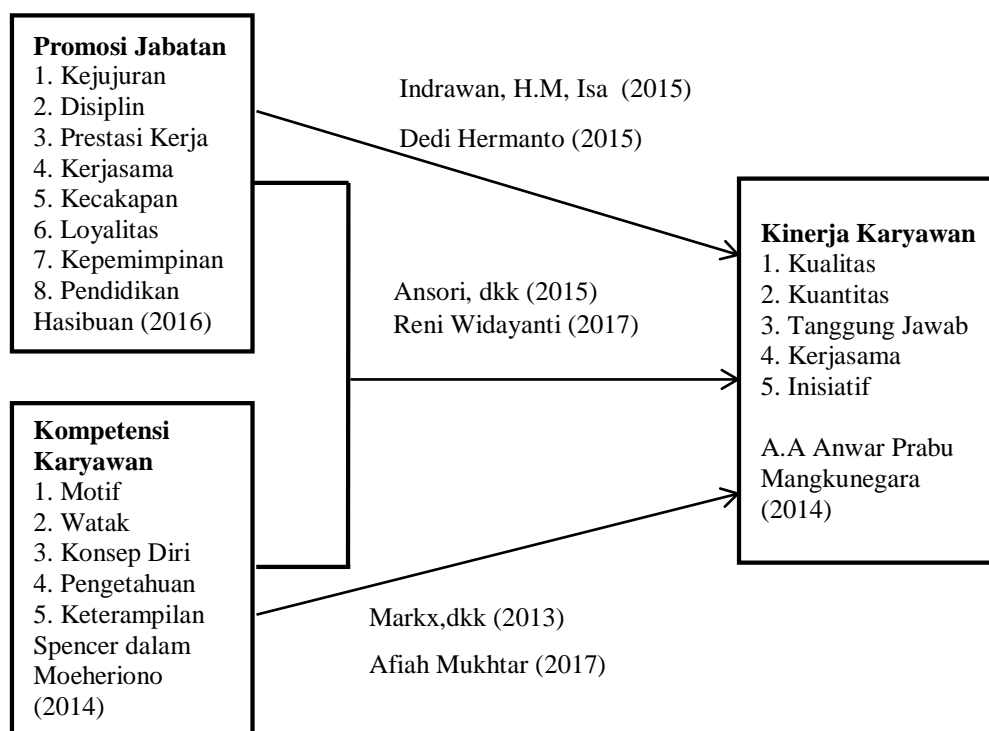 Promosi Jabatan
1. Kejujuran
2. Disiplin
3. Prestasi Kerja
4. Kerjasama
5. Kecakapan
6. Loyalitas
7. Kepemimpinan
8. Pendidikan
Hasibuan (2016)
Indrawan, H.M, Isa (2015)
Dedi Hermanto (2015)
Ansori, dkk (2015)
Reni Widayanti (2017)
Kinerja Karyawan
1. Kualitas
2. Kuantitas
3. Tanggung Jawab
4. Kerjasama
5. Inisiatif
A.A Anwar Prabu
Mangkunegara
(2014)
Kompetensi
Karyawan
1. Motif
2. Watak
3. Konsep Diri
4. Pengetahuan
5. Keterampilan
Spencer dalam
Moeheriono
(2014)
Markx,dkk (2013)
Afiah Mukhtar (2017)